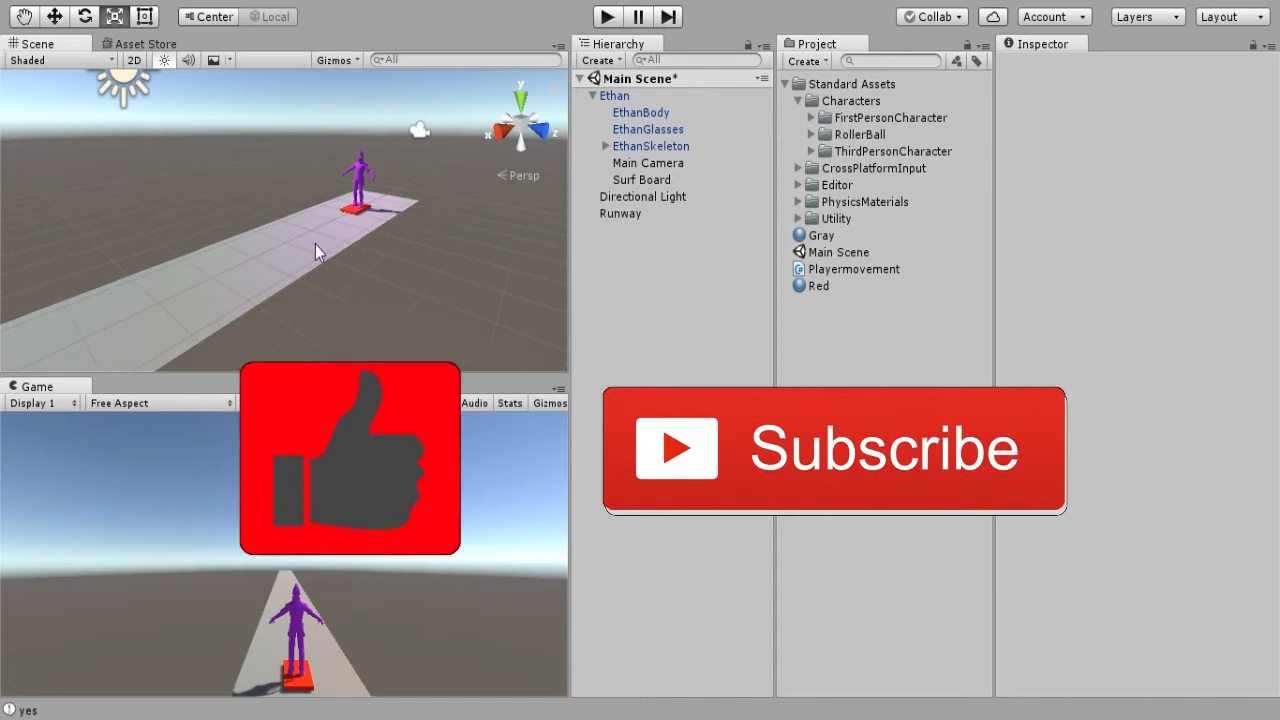 Center Local Collab Account Layers Layout
Scene Asset Store
Shaded 2D Gizmos All
y
x z
Persp
Game
Display 1 Free Aspect Audio Stats Gizmos
Hierarchy
Create All
Main Scene*
Ethan
EthanBody
EthanGlasses
EthanSkeleton
Main Camera
Surf Board
Directional Light
Runway
Project
Create
Standard Assets
Characters
FirstPersonCharacter
RollerBall
ThirdPersonCharacter
CrossPlatformInput
Editor
PhysicsMaterials
Utility
Gray
Main Scene
Playermovement
Red
Inspector
Subscribe
yes